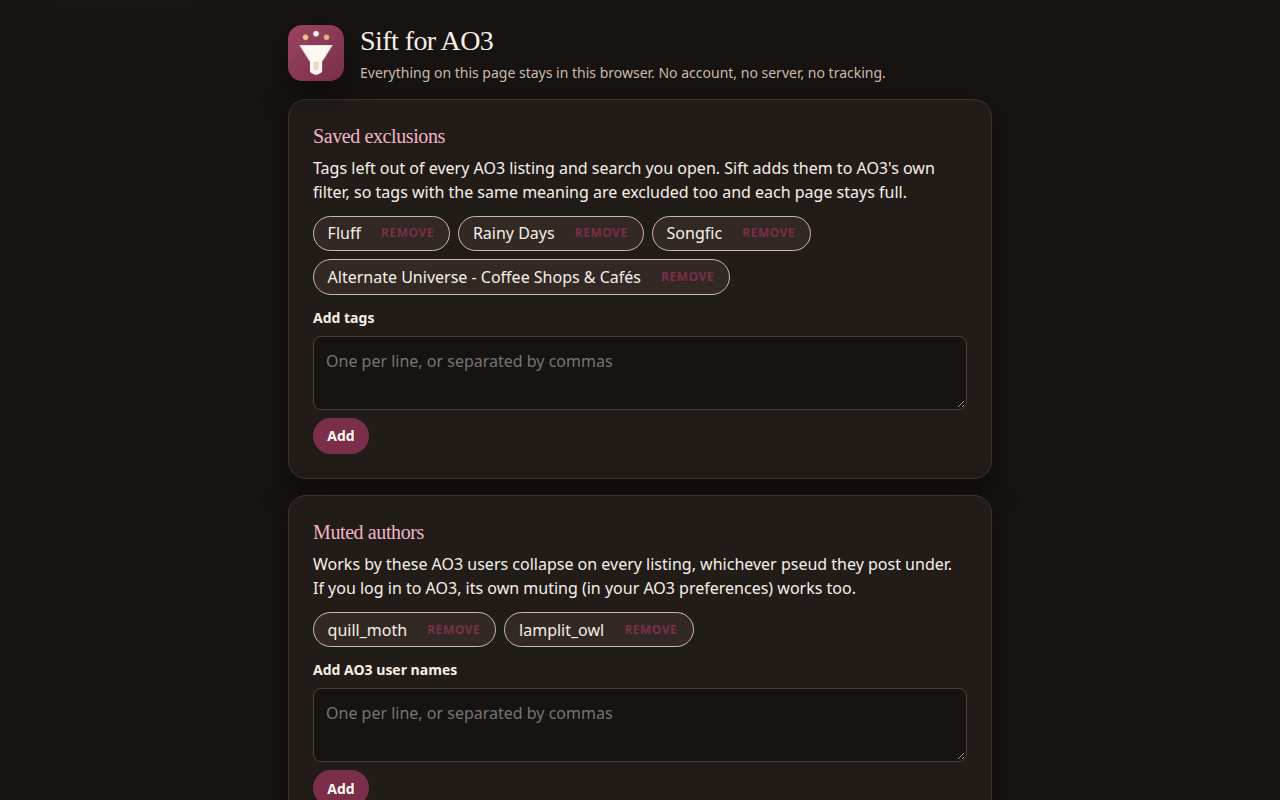 Sift for AO3
Everything on this page stays in this browser. No account, no server, no tracking.
Saved exclusions
Tags left out of every AO3 listing and search you open. Sift adds them to AO3's own
filter, so tags with the same meaning are excluded too and each page stays full.
Fluff REMOVE Rainy Days REMOVE Songfic REMOVE
Alternate Universe - Coffee Shops & Cafés REMOVE
Add tags
One per line, or separated by commas
Add
Muted authors
Works by these AO3 users collapse on every listing, whichever pseud they post under.
If you log in to AO3, its own muting (in your AO3 preferences) works too.
quill_moth REMOVE lamplit_owl REMOVE
Add AO3 user names
One per line, or separated by commas
Add